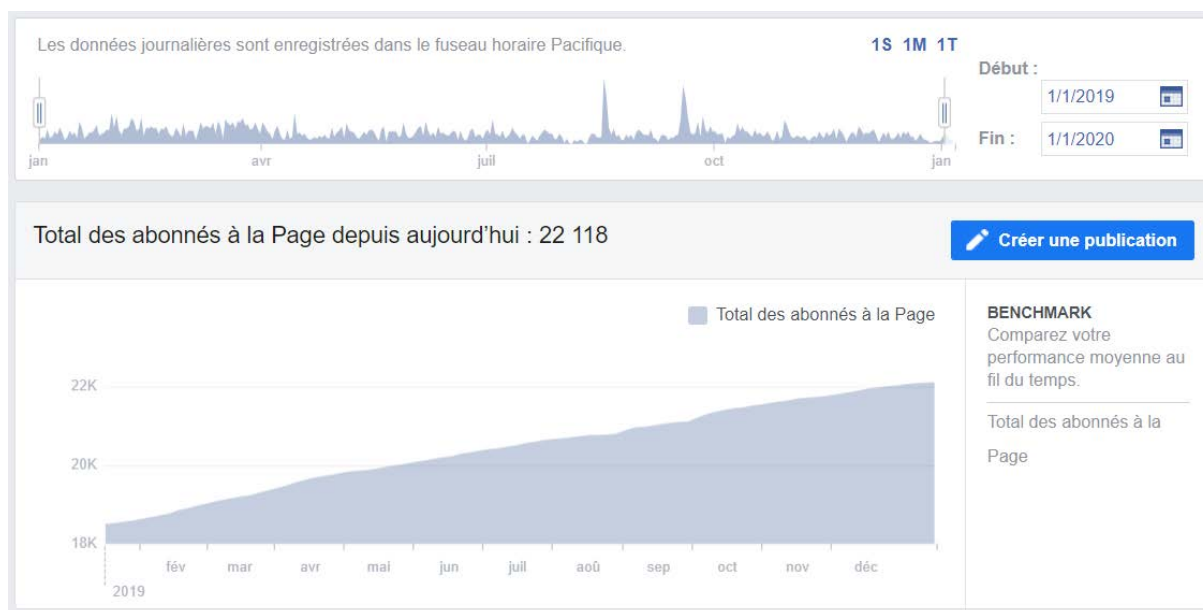 Les données journalières sont enregistrées dans le fuseau horaire Pacifique.
1S 1M 1T
Début :
1/1/2019
Fin :
1/1/2020
jan avr juil oct jan
Total des abonnés à la Page depuis aujourd'hui : 22 118
Créer une publication
Total des abonnés à la Page
22K
20K
18K
fév mar avr mai jun juil aoû sep oct nov déc
2019
BENCHMARK
Comparez votre
performance moyenne au
fil du temps.
Total des abonnés à la
Page